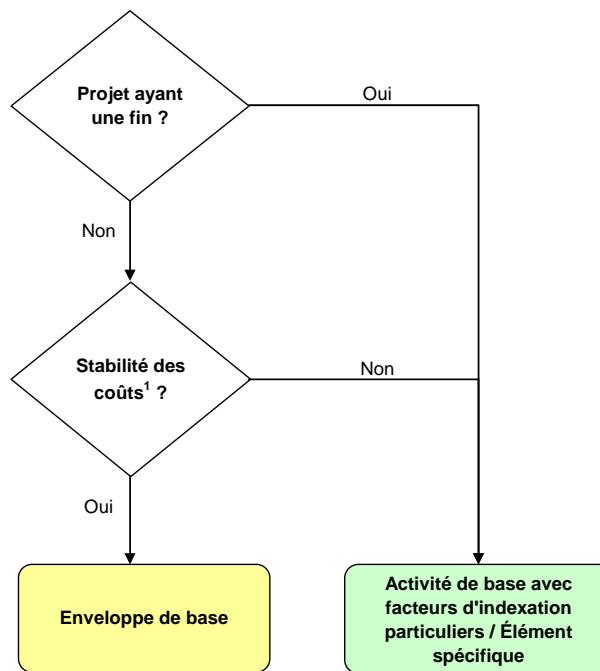 Projet ayant
une fin ?
Oui
Non
Stabilité des
coûts¹ ?
Non
Oui
Enveloppe de base
Activité de base avec
facteurs d'indexation
particuliers / Élément
spécifique